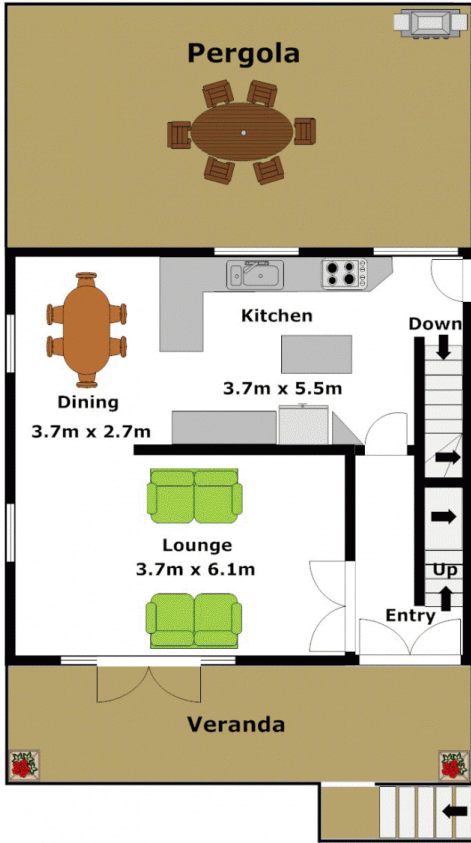 Pergola
Kitchen
Down
3.7m x 5.5m
Dining
3.7m x 2.7m
Lounge
3.7m x 6.1m
Up
Entry
Veranda